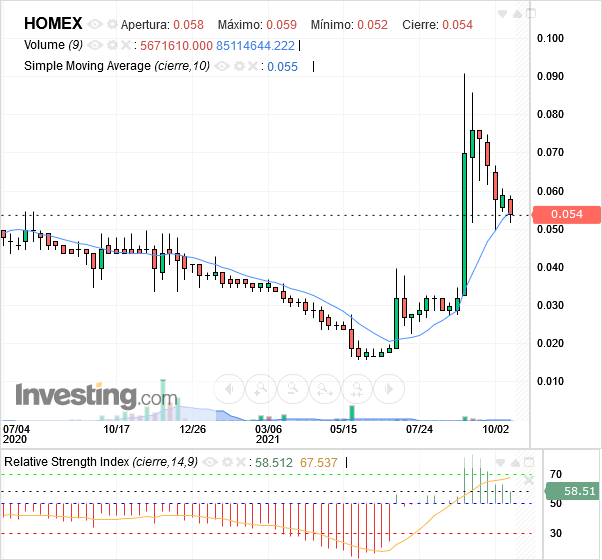 HOMEX Apertura: 0.058 Máximo: 0.059 Mínimo: 0.052 Cierre: 0.054
Volume (9) : 5671610.000 85114644.222
Simple Moving Average (cierre,10) : 0.055
0.100
0.090
0.080
0.070
0.060
0.054
0.050
0.040
0.030
0.020
0.010
Investing.com
07/04 10/17 12/26 03/06 05/15 07/24 10/02
2020 2021
Relative Strength Index (cierre,14,9) : 58.512 67.537
70
58.51
50
30